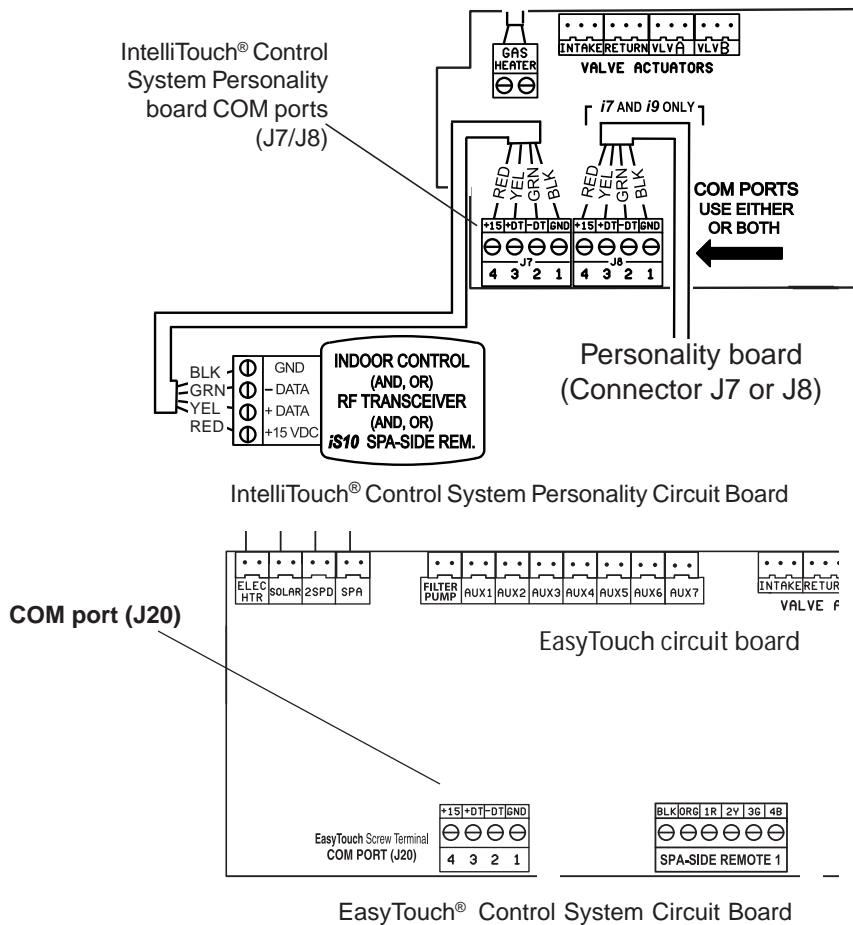 IntelliTouch® Control
System Personality
board COM ports
(J7/J8)
GAS
HEATER
INTAKE RETURN VLVA VLVB
VALVE ACTUATORS
i7 AND i9 ONLY
RED YEL GRN BLK
RED YEL GRN BLK
COM PORTS
USE EITHER
OR BOTH
+15 +DT -DT GND
+15 +DT -DT GND
J7
J8
4 3 2 1
4 3 2 1
BLK
GRN
YEL
RED
GND
– DATA
+ DATA
+15 VDC
INDOOR CONTROL
(AND, OR)
RF TRANSCEIVER
(AND, OR)
iS10 SPA-SIDE REM.
Personality board
(Connector J7 or J8)
IntelliTouch® Control System Personality Circuit Board
ELEC
HTR
SOLAR 2SPD SPA
FILTER
PUMP
AUX1 AUX2 AUX3 AUX4 AUX5 AUX6 AUX7
INTAKE RETUR
VALVE A
COM port (J20)
EasyTouch circuit board
+15 +DT -DT GND
EasyTouch Screw Terminal
COM PORT (J20)
4 3 2 1
BLK ORG 1R 2Y 3G 4B
SPA-SIDE REMOTE 1
EasyTouch® Control System Circuit Board